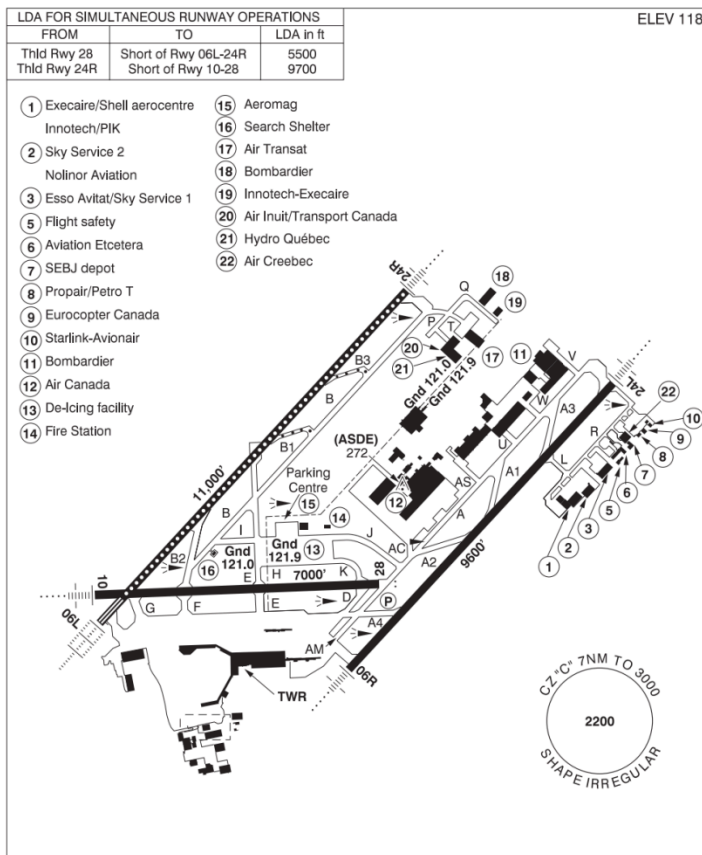 LDA FOR SIMULTANEOUS RUNWAY OPERATIONS
FROM TO LDA in ft
Thld Rwy 28 Short of Rwy 06L-24R 5500
Thld Rwy 24R Short of Rwy 10-28 9700
ELEV 118
1 Execaire/Shell aerocentre
Innotech/PIK
2 Sky Service 2
Nolinor Aviation
3 Esso Avitat/Sky Service 1
5 Flight safety
6 Aviation Etcetera
7 SEBJ depot
8 Propair/Petro T
9 Eurocopter Canada
10 Starlink-Avionair
11 Bombardier
12 Air Canada
13 De-Icing facility
14 Fire Station
15 Aeromag
16 Search Shelter
17 Air Transat
18 Bombardier
19 Innotech-Execaire
20 Air Inuit/Transport Canada
21 Hydro Québec
22 Air Creebec
24R
Q
18
19
P
T
20
21
17
11
V
Gnd 121.0
Gnd 121.9
B3
B
24L
22
W
A3
R
10
9
8
7
6
5
3
2
1
L
U
A1
B1
(ASDE)
272
12
AS
A
11,000'
Parking
Centre
15
14
B
I
J
AC
A2
9600'
B2
16
Gnd
121.0
Gnd
121.9
13
10
H
7000'
K
28
E
G
F
E
D
P
A4
06L
AM
06R
TWR
CZ "C" 7NM TO 3000
2200
SHAPE IRREGULAR